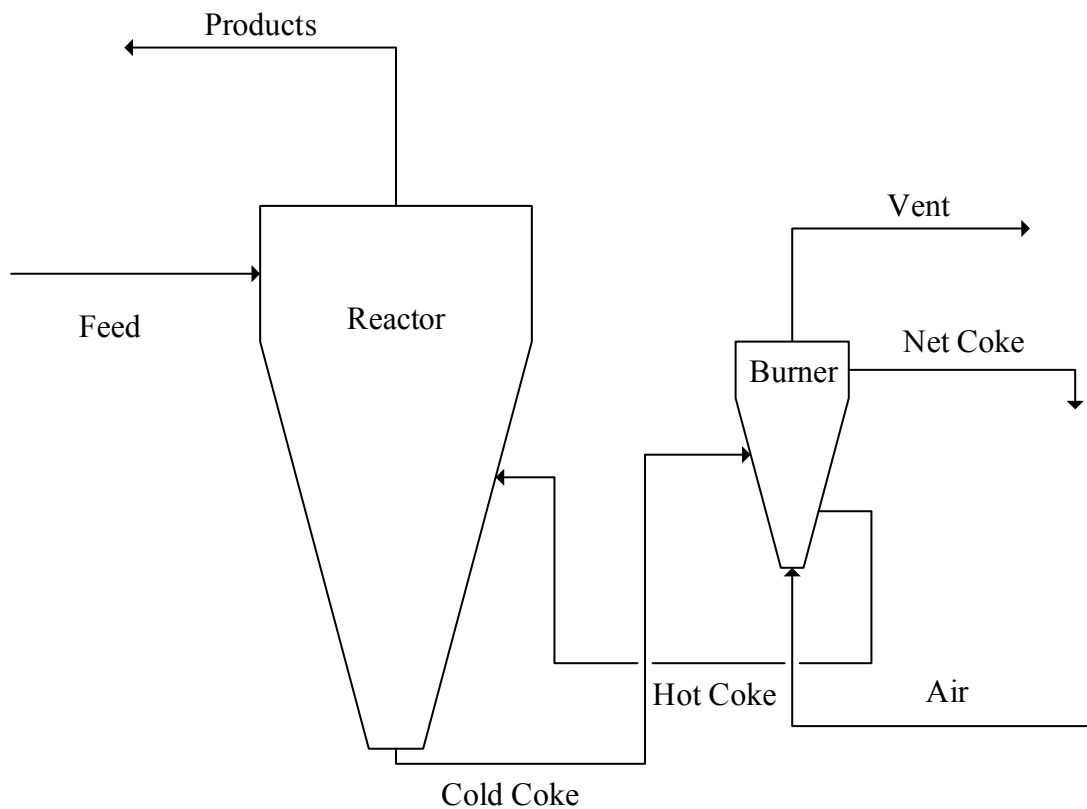 Products
Vent
Feed
Reactor
Net Coke
Burner
Hot Coke
Air
Cold Coke